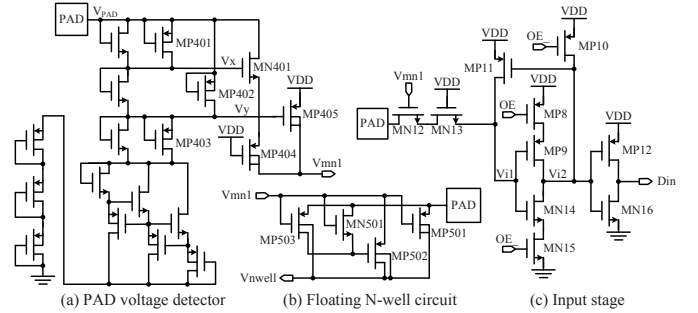 PAD
VPAD
MP401
Vx
MN401
MP402
VDD
Vy
MP405
MP403
VDD
MP404
Vmn1
(a) PAD voltage detector
Vmn1
PAD
MN501
MP501
MP503
MP502
Vnwell
(b) Floating N-well circuit
OE_
MP10
VDD
VDD
MP11
Vmn1
VDD
VDD
PAD
MN12
MN13
OE
MP8
VDD
MP9
MP12
Vi1
Vi2
Din
MN14
MN16
OE_
MN15
(c) Input stage